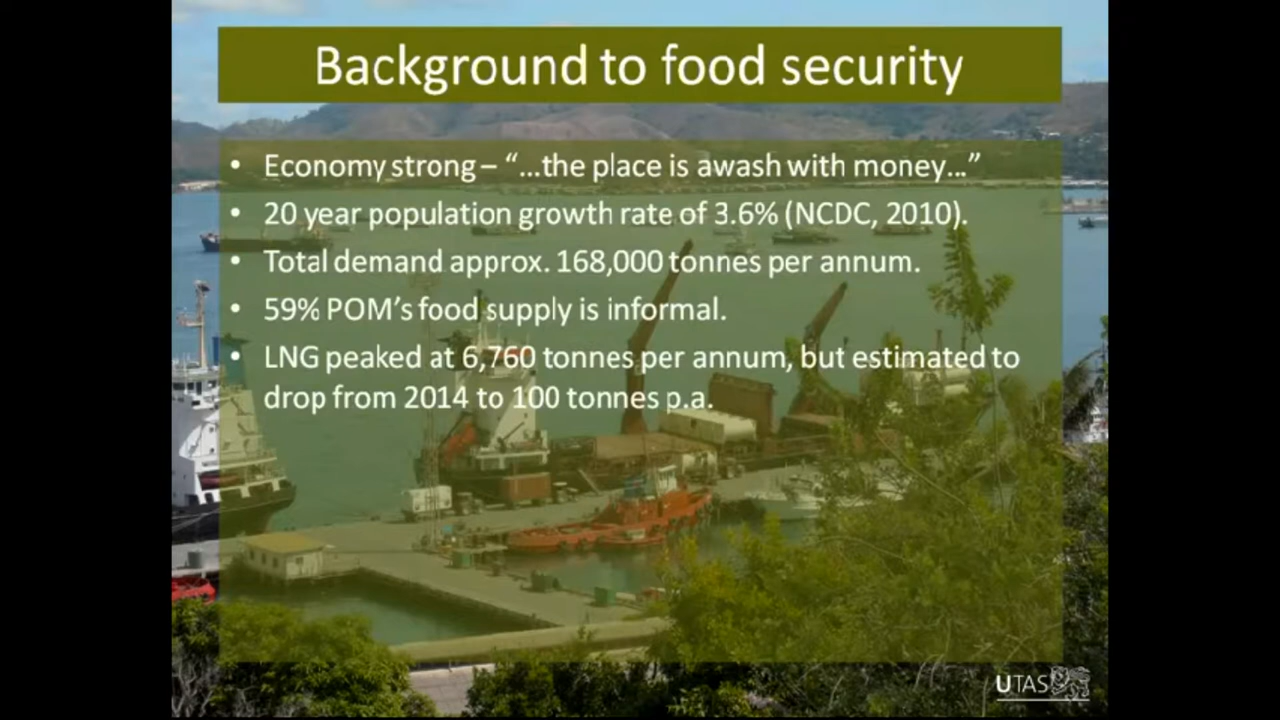 Background to food security
• Economy strong – “...the place is awash with money...”
• 20 year population growth rate of 3.6% (NCDC, 2010).
• Total demand approx. 168,000 tonnes per annum.
• 59% POM’s food supply is informal.
• LNG peaked at 6,760 tonnes per annum, but estimated to
drop from 2014 to 100 tonnes p.a.
UTAS